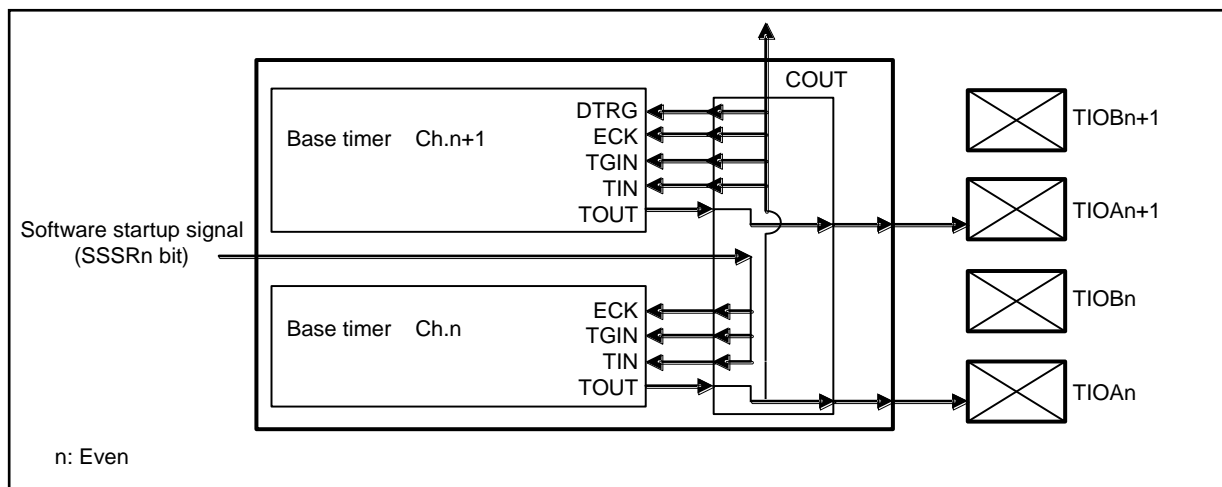 COUT
DTRG
Base timer Ch.n+1
ECK
TGIN
TIN
TOUT
Software startup signal
(SSSRn bit)
Base timer Ch.n
ECK
TGIN
TIN
TOUT
TIOBn+1
TIOAn+1
TIOBn
TIOAn
n: Even